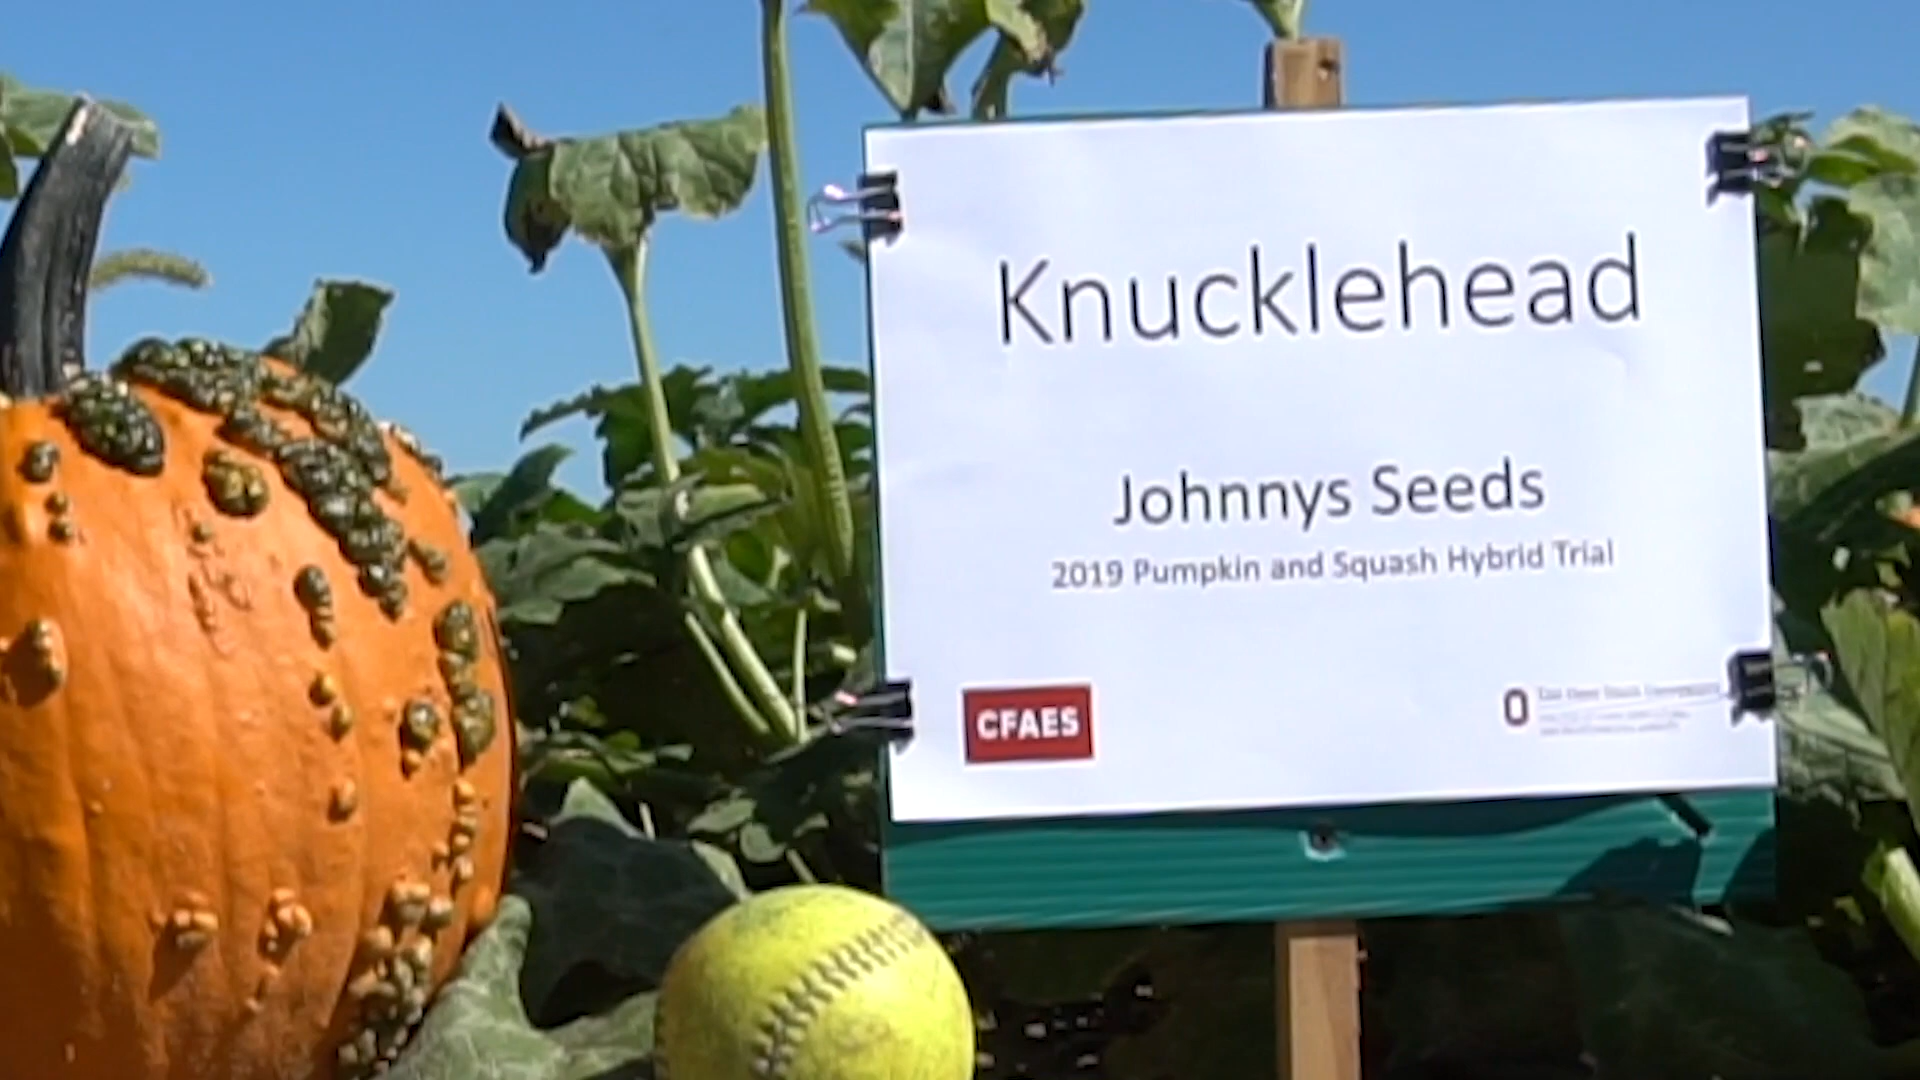 Knucklehead
Johnnys Seeds
2019 Pumpkin and Squash Hybrid Trial
CFAES